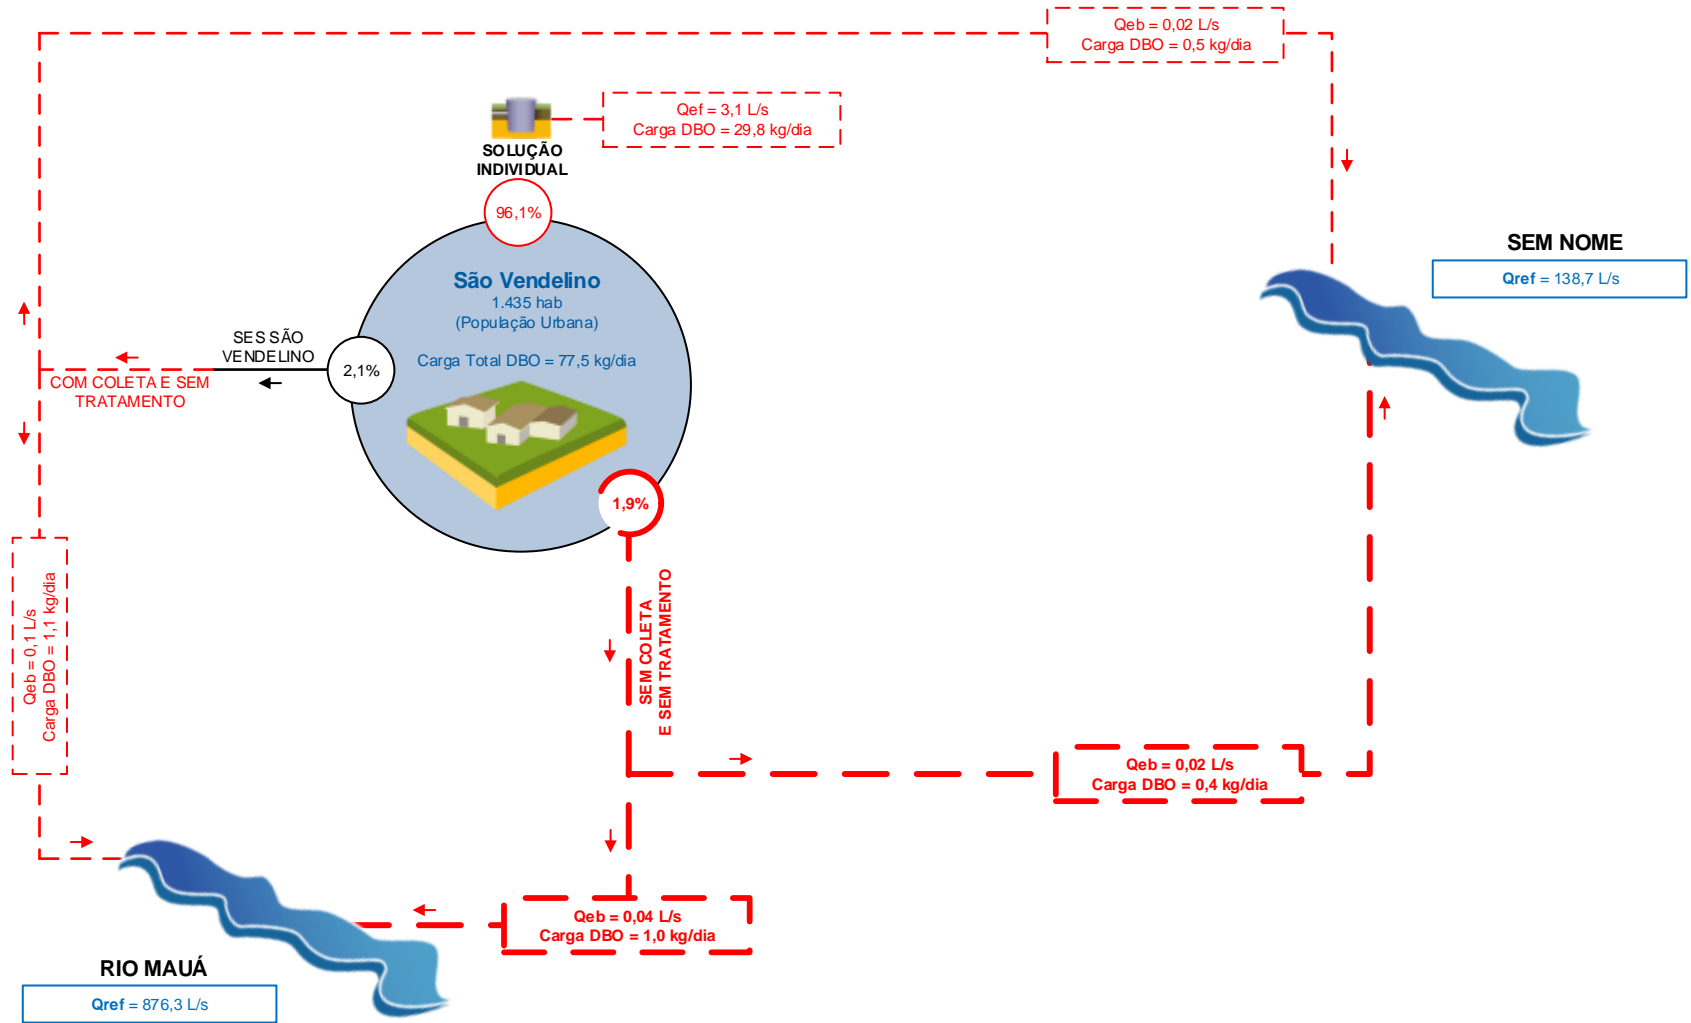 Qeb = 0,02 L/s
Carga DBO = 0,5 kg/dia
Qef = 3,1 L/s
Carga DBO = 29,8 kg/dia
SOLUÇÃO
INDIVIDUAL
96,1%
São Vendelino
1.435 hab
(População Urbana)
Carga Total DBO = 77,5 kg/dia
SES SÃO
VENDELINO
2,1%
COM COLETA E SEM
TRATAMENTO
1,9%
SEM NOME
Qref = 138,7 L/s
Qeb = 0,1 L/s
Carga DBO = 1,1 kg/dia
SEM COLETA
E SEM TRATAMENTO
Qeb = 0,02 L/s
Carga DBO = 0,4 kg/dia
Qeb = 0,04 L/s
Carga DBO = 1,0 kg/dia
RIO MAUÁ
Qref = 876,3 L/s